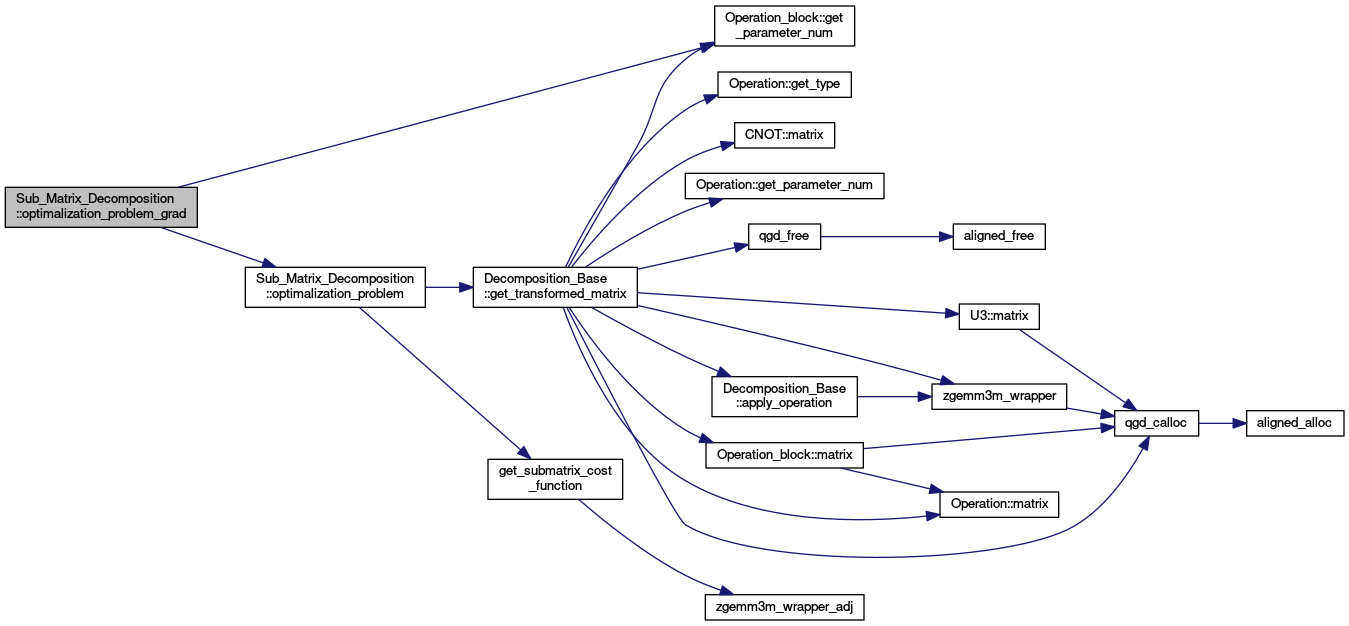 Operation_block::get
_parameter_num
Operation::get_type
CNOT::matrix
Operation::get_parameter_num
Sub_Matrix_Decomposition
::optimalization_problem_grad
qgd_free
aligned_free
Sub_Matrix_Decomposition
::optimalization_problem
Decomposition_Base
::get_transformed_matrix
U3::matrix
Decomposition_Base
::apply_operation
zgemm3m_wrapper
qgd_calloc
aligned_alloc
Operation_block::matrix
get_submatrix_cost
_function
Operation::matrix
zgemm3m_wrapper_adj